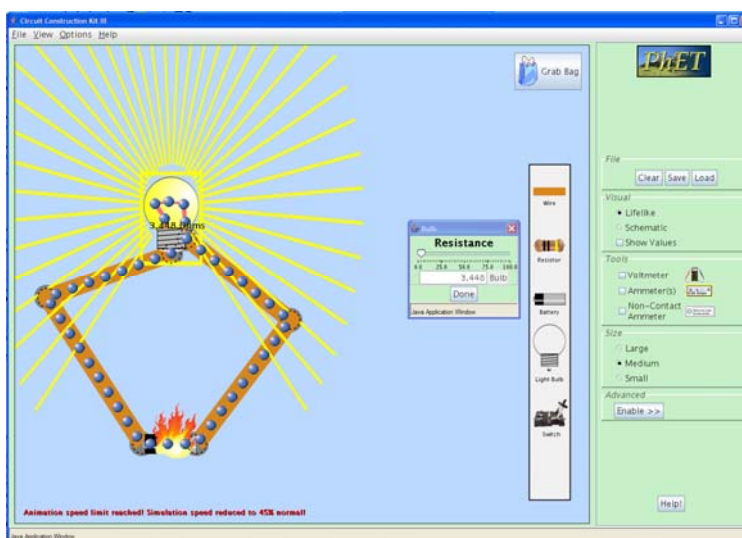 Circuit Construction Kit III
File View Options Help
Grab Bag
PhET
3.448 Ohms
Bulb
Resistance
0.0 25.0 50.0 75.0 100.0
3.448 Bulb
Done
Java Application Window
Wire
Resistor
Battery
Light Bulb
Switch
File
Clear Save Load
Visual
Lifelike
Schematic
Show Values
Tools
Voltmeter
Ammeter(s)
Non-Contact
Ammeter
Size
Large
Medium
Small
Advanced
Enable >>
Help!
Animation speed limit reached! Simulation speed reduced to 45% normal!
Java Application Window